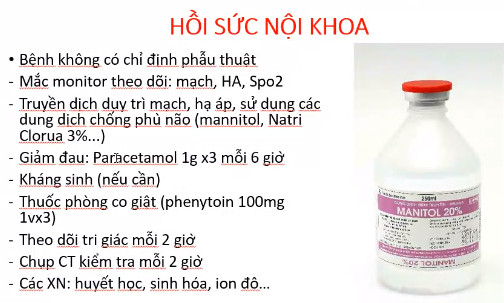 HỒI SỨC NỘI KHOA
• Bệnh không có chỉ định phẫu thuật
- Mắc monitor theo dõi: mạch, HA, Spo2
- Truyền dịch duy trì mạch, hạ áp, sử dụng các
dung dịch chống phù não (mannitol, Natri
Clorua 3%...)
- Giảm đau: Paracetamol 1g x3 mỗi 6 giờ
- Kháng sinh (nếu cần)
- Thuốc phòng co giật (phenytoin 100mg
1vx3)
- Theo dõi tri giác mỗi 2 giờ
- Chụp CT kiểm tra mỗi 2 giờ
- Các XN: huyết học, sinh hóa, ion đồ...
250ml
MANITOL 20%
MANITOL 20%